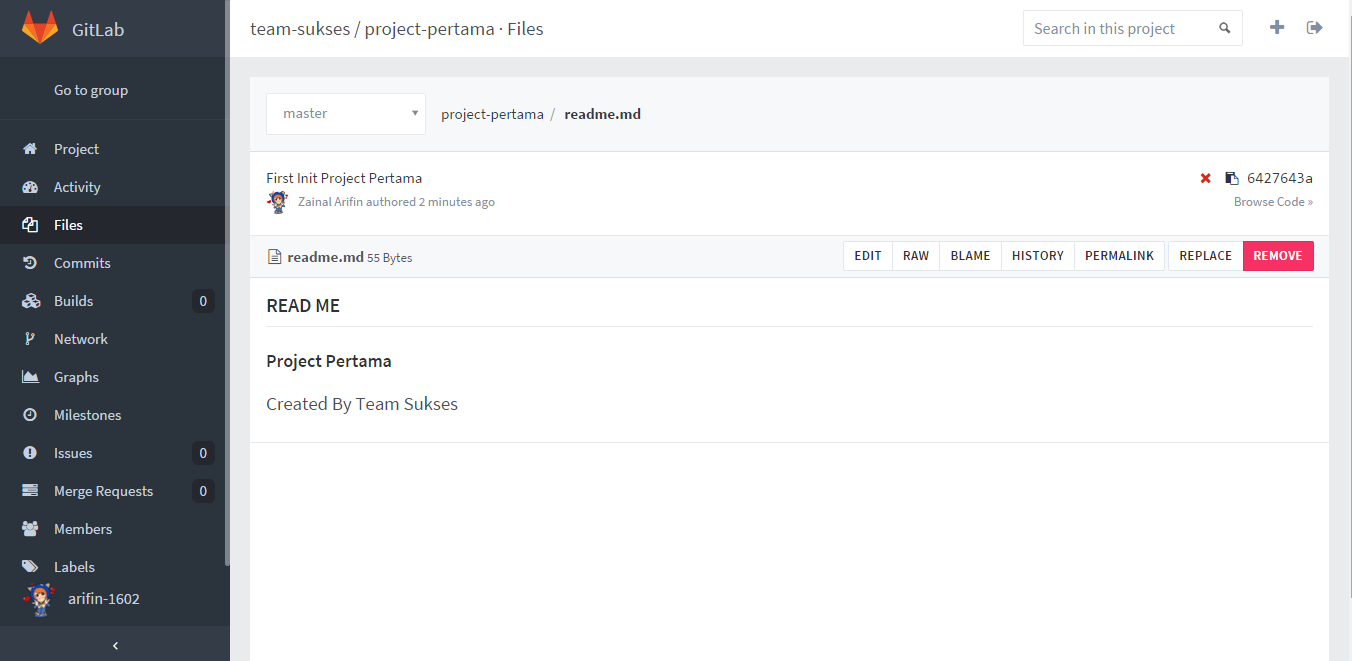 GitLab
Go to group
Project
Activity
Files
Commits
Builds 0
Network
Graphs
Milestones
Issues 0
Merge Requests 0
Members
Labels
arifin-1602
team-sukses / project-pertama · Files
Search in this project
master
project-pertama / readme.md
First Init Project Pertama
6427643a
Zainal Arifin authored 2 minutes ago
Browse Code »
readme.md 55 Bytes
EDIT RAW BLAME HISTORY PERMALINK REPLACE REMOVE
READ ME
Project Pertama
Created By Team Sukses